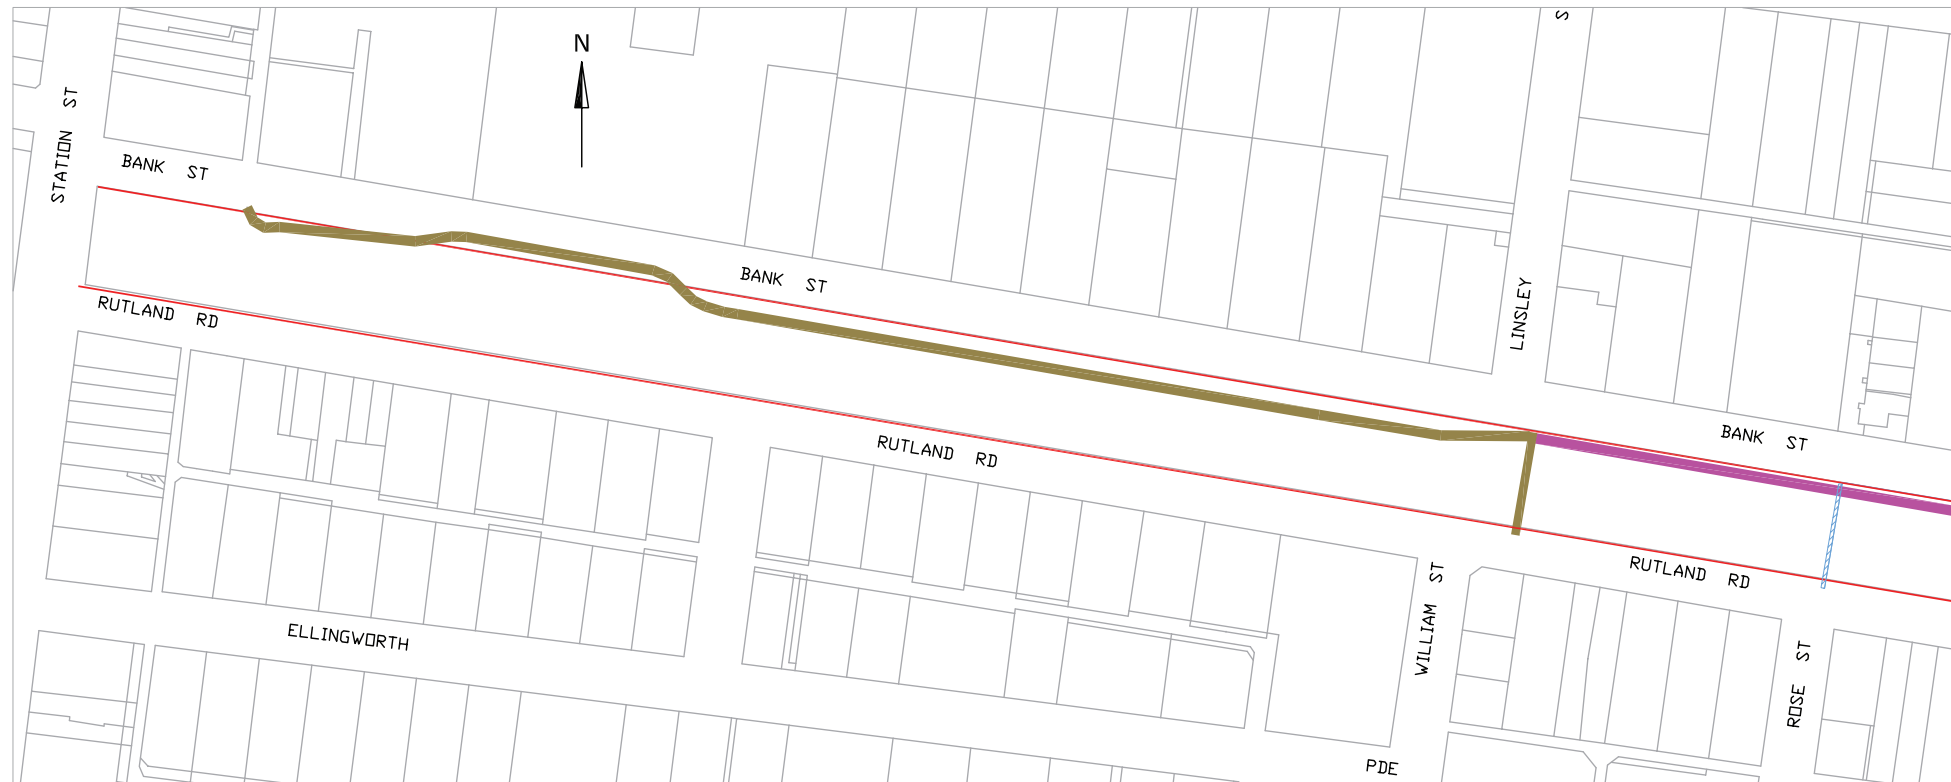 S
N
STATION ST
BANK ST
BANK ST
LINSLEY
RUTLAND RD
BANK ST
RUTLAND RD
RUTLAND RD
WILLIAM ST
ELLINGWORTH
ROSE ST
PDE